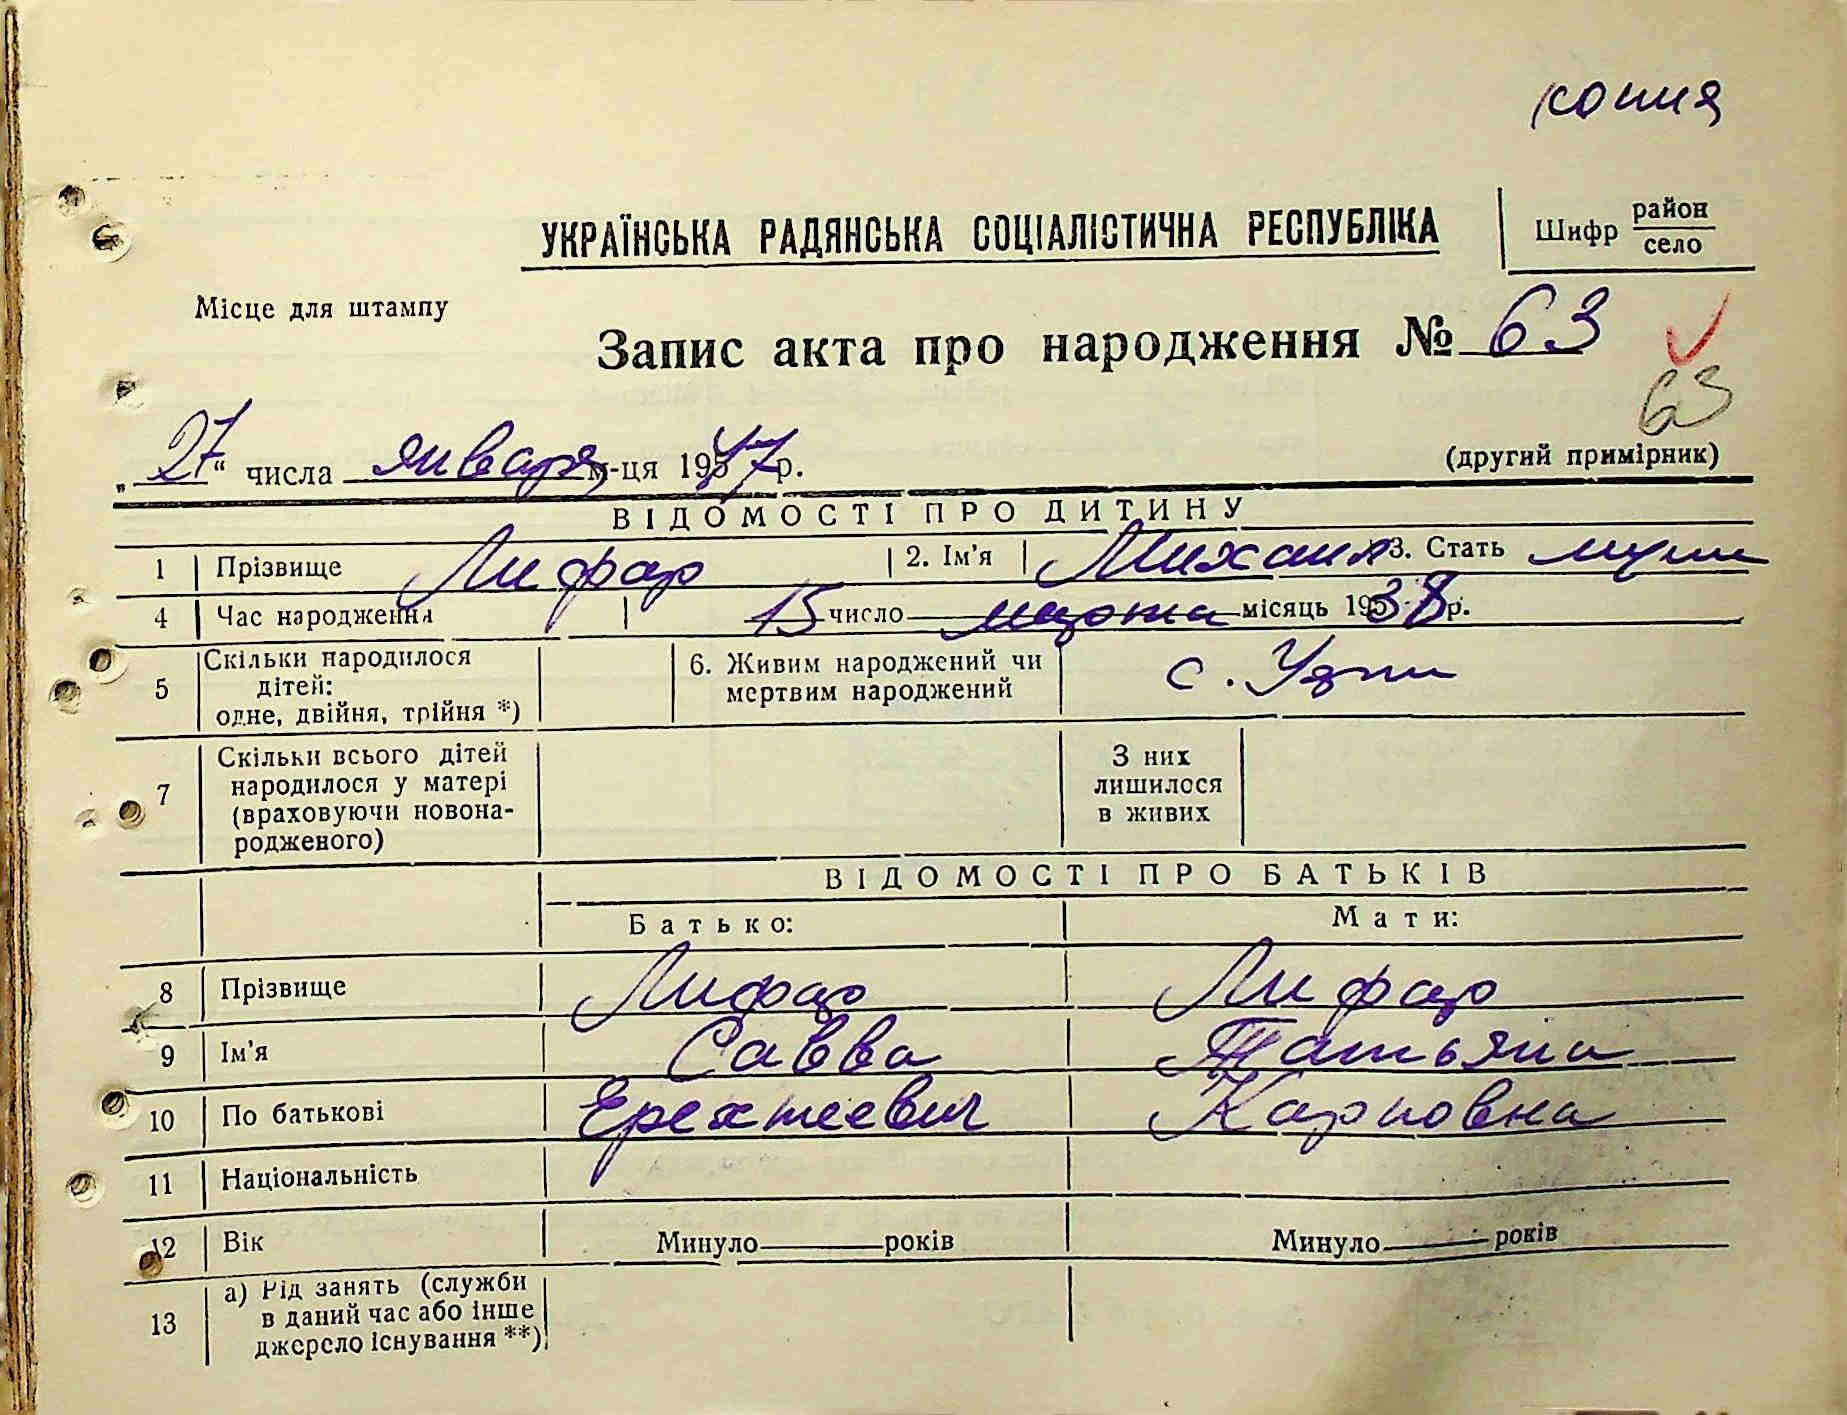 копия
УКРАЇНСЬКА РАДЯНСЬКА СОЦІАЛІСТИЧНА РЕСПУБЛІКА
Шифр район
село
Місце для штампу
Запис акта про народження № 63
63
„27“ числа января м-ця 1947 р.
(другий примірник)
ВІДОМОСТІ ПРО ДИТИНУ
1 Прізвище Лифар 2. Ім'я Михаил 3. Стать муж
4 Час народження 15 число марта місяць 1938 р.
5 Скільки народилося дітей: одне, двійня, трійня *) 6. Живим народжений чи мертвим народжений с.
7 Скільки всього дітей народилося у матері (враховуючи новона-родженого) З них лишилося в живих
ВІДОМОСТІ ПРО БАТЬКІВ
Батько: Мати:
8 Прізвище Лифар Лифар
9 Ім'я Савва Татьяна
10 По батькові Карповна
11 Національність
12 Вік Минуло років Минуло років
13 а) Рід занять (служби в даний час або інше джерело існування **)